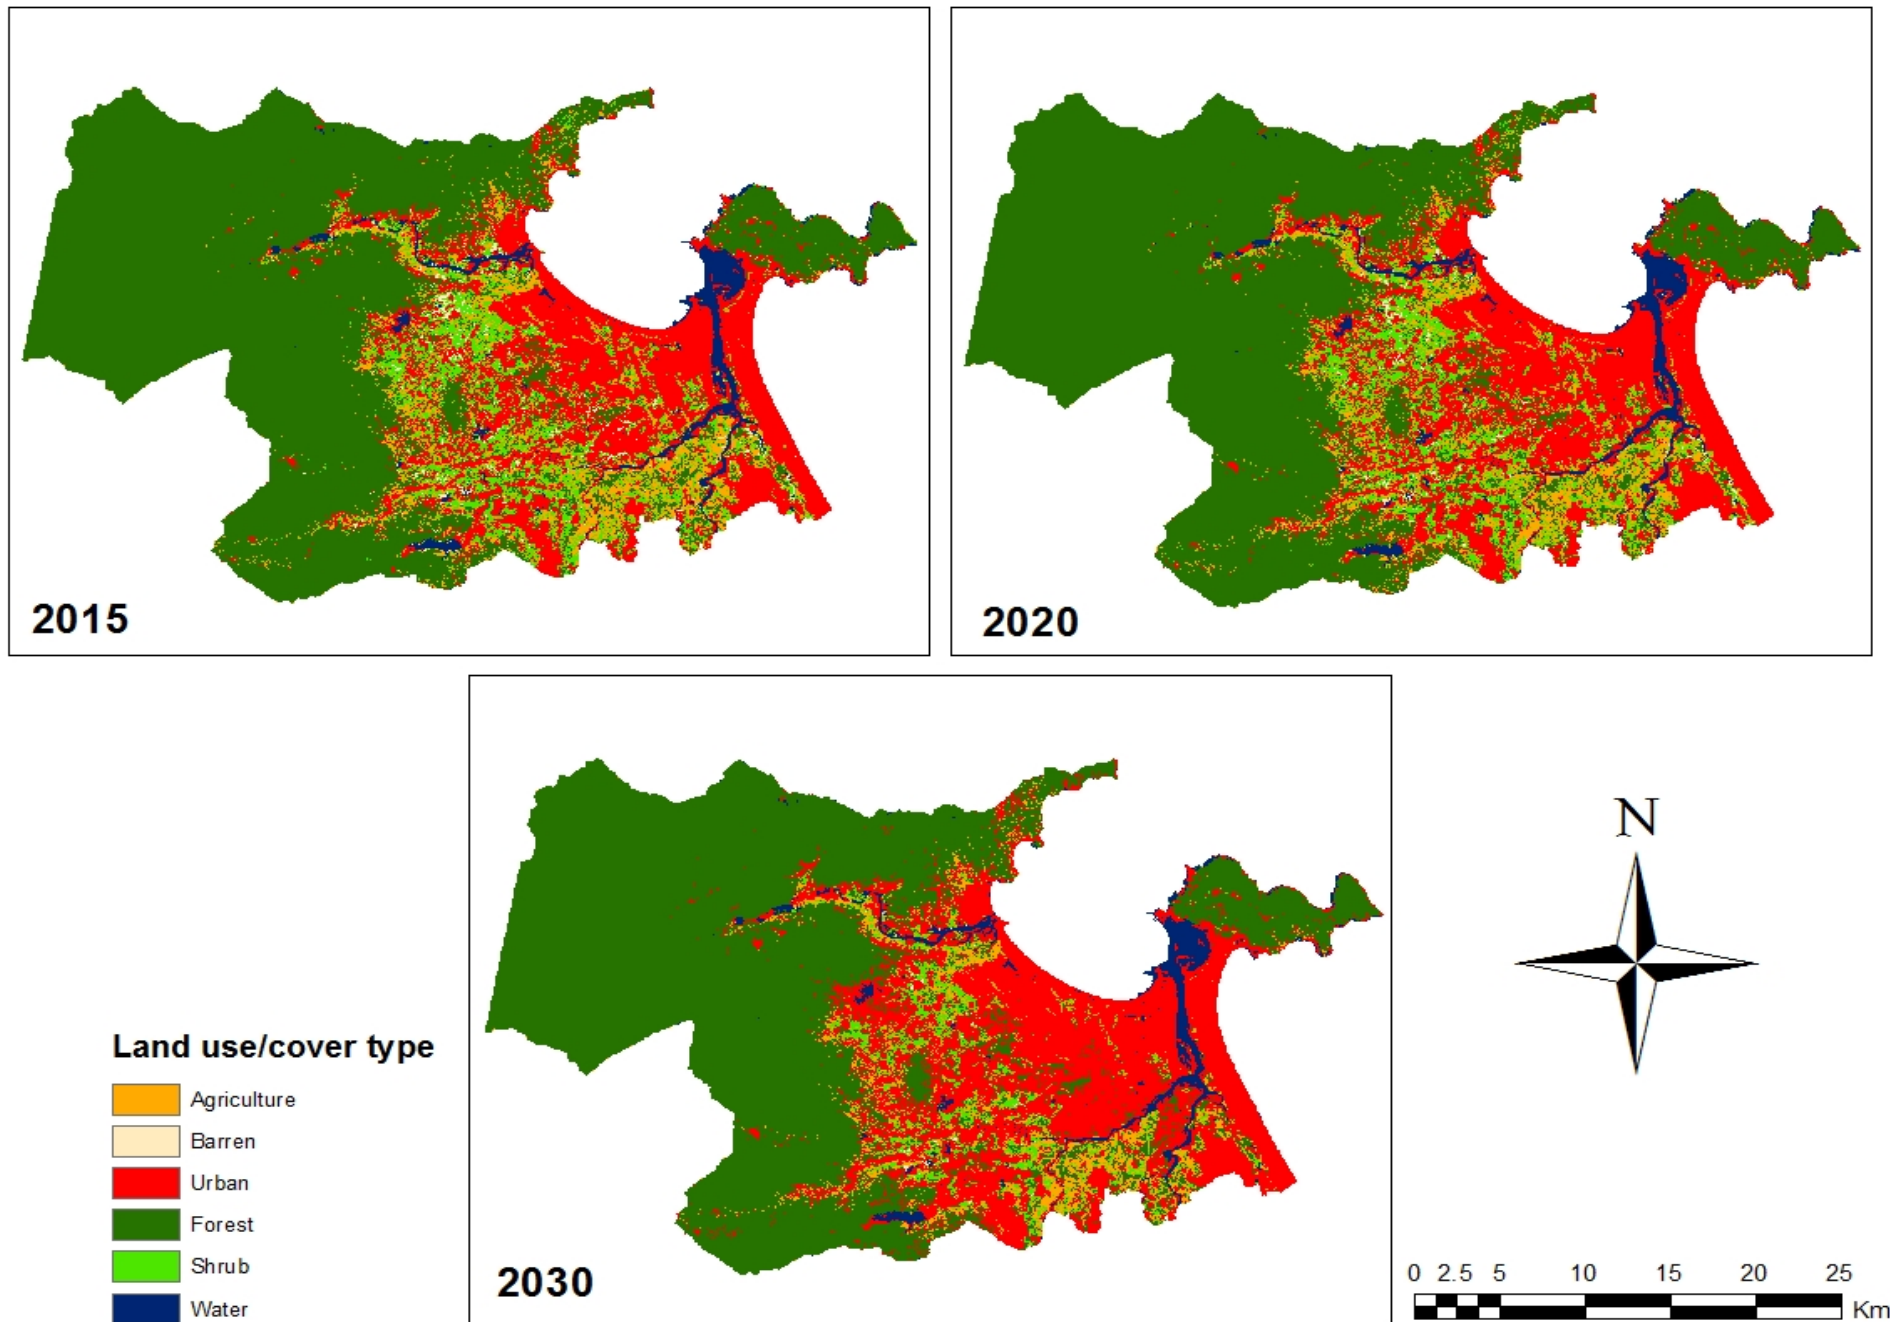 2015
2020
2030
N
Land use/cover type
Agriculture
Barren
Urban
Forest
Shrub
Water
0 2.5 5 10 15 20 25
Km